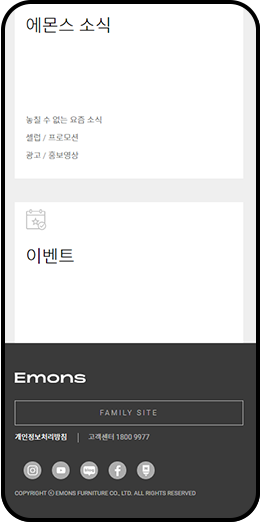 에몬스 소식
놓칠 수 없는 요즘 소식
셀럽 / 프로모션
광고 / 홍보영상
이벤트
Emons
FAMILY SITE
개인정보처리방침 | 고객센터 1800 9977
blog
COPYRIGHT ⓒ EMONS FURNITURE CO., LTD. ALL RIGHTS RESERVED